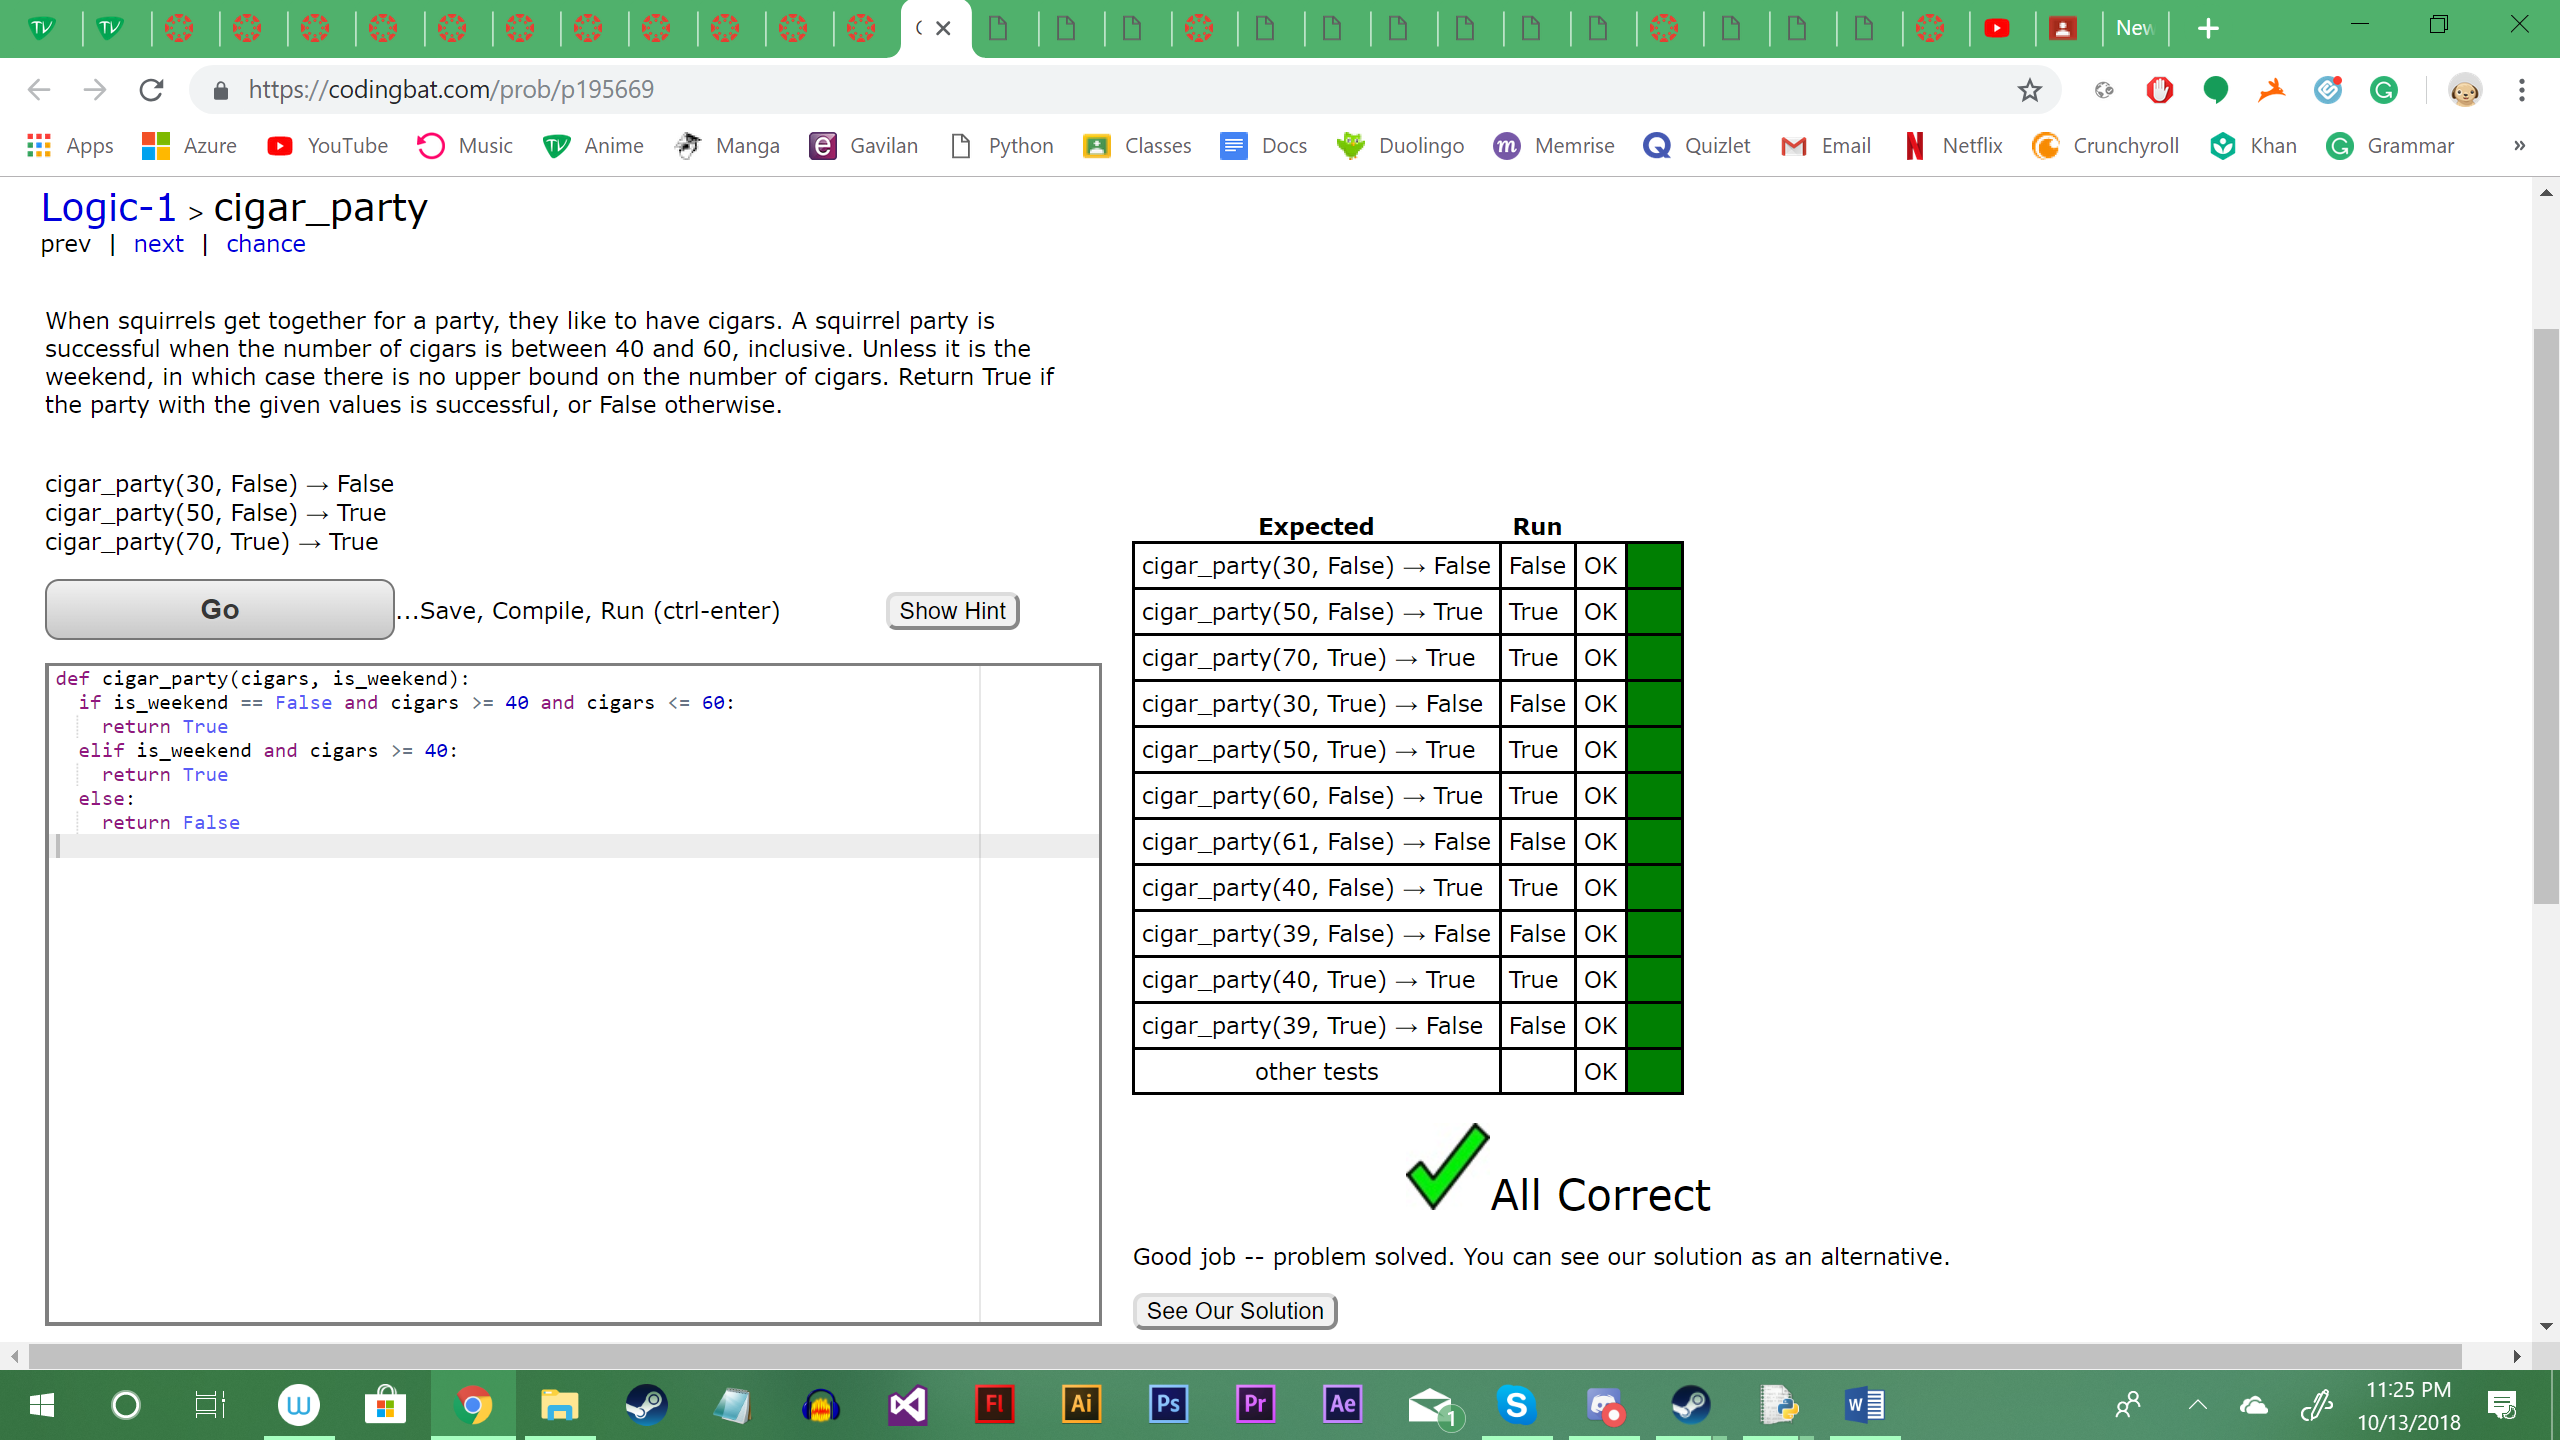 New
https://codingbat.com/prob/p195669
Apps Azure YouTube Music Anime Manga Gavilan Python Classes Docs Duolingo Memrise Quizlet Email Netflix Crunchyroll Khan Grammar »
Logic-1 > cigar_party
prev | next | chance
When squirrels get together for a party, they like to have cigars. A squirrel party is
successful when the number of cigars is between 40 and 60, inclusive. Unless it is the
weekend, in which case there is no upper bound on the number of cigars. Return True if
the party with the given values is successful, or False otherwise.
cigar_party(30, False) → False
cigar_party(50, False) → True
cigar_party(70, True) → True
Go ...Save, Compile, Run (ctrl-enter) Show Hint
def cigar_party(cigars, is_weekend):
  if is_weekend == False and cigars >= 40 and cigars <= 60:
    return True
  elif is_weekend and cigars >= 40:
    return True
  else:
    return False
Expected Run
cigar_party(30, False) → False False OK
cigar_party(50, False) → True True OK
cigar_party(70, True) → True True OK
cigar_party(30, True) → False False OK
cigar_party(50, True) → True True OK
cigar_party(60, False) → True True OK
cigar_party(61, False) → False False OK
cigar_party(40, False) → True True OK
cigar_party(39, False) → False False OK
cigar_party(40, True) → True True OK
cigar_party(39, True) → False False OK
other tests OK
All Correct
Good job -- problem solved. You can see our solution as an alternative.
See Our Solution
Fl Ai Ps Pr Ae 1 S W
11:25 PM
10/13/2018